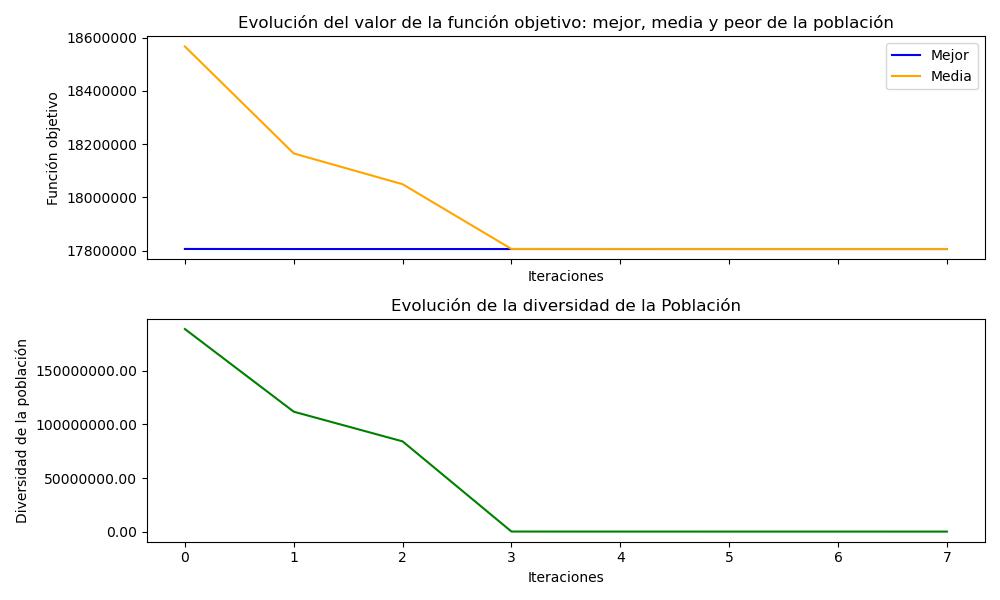 Evolución del valor de la función objetivo: mejor, media y peor de la población
18600000
18400000
18200000
18000000
17800000
Función objetivo
Mejor
Media
Iteraciones
Evolución de la diversidad de la Población
150000000.00
100000000.00
50000000.00
0.00
Diversidad de la población
0 1 2 3 4 5 6 7
Iteraciones